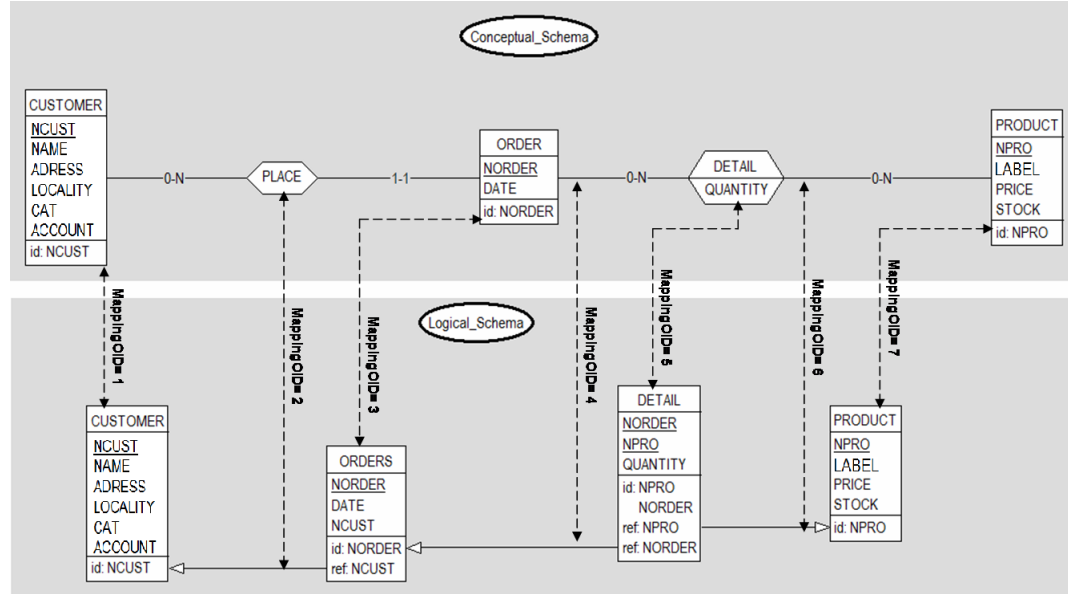 Conceptual_Schema
CUSTOMER
NCUST
NAME
ADRESS
LOCALITY
CAT
ACCOUNT
id: NCUST
0-N
PLACE
1-1
ORDER
NORDER
DATE
id: NORDER
0-N
DETAIL
QUANTITY
0-N
PRODUCT
NPRO
LABEL
PRICE
STOCK
id: NPRO
MappingOID= 1
MappingOID= 2
MappingOID= 3
MappingOID= 4
MappingOID= 5
MappingOID= 6
MappingOID= 7
Logical_Schema
CUSTOMER
NCUST
NAME
ADRESS
LOCALITY
CAT
ACCOUNT
id: NCUST
ORDERS
NORDER
DATE
NCUST
id: NORDER
ref: NCUST
DETAIL
NORDER
NPRO
QUANTITY
id: NPRO
NORDER
ref: NPRO
ref: NORDER
PRODUCT
NPRO
LABEL
PRICE
STOCK
id: NPRO